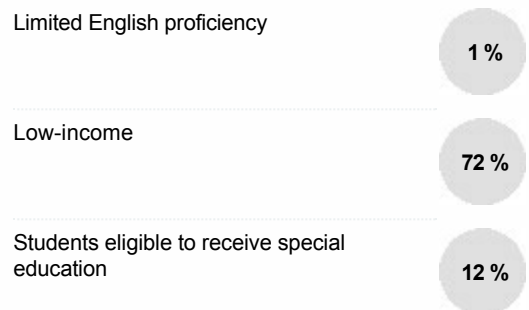 Limited English proficiency
1 %
Low-income
72 %
Students eligible to receive special
education
12 %